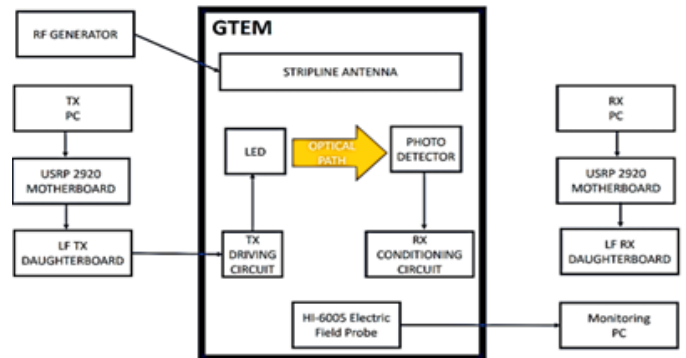 GTEM
RF GENERATOR
STRIPLINE ANTENNA
TX
PC
RX
PC
LED
OPTICAL
PATH
PHOTO
DETECTOR
USRP 2920
MOTHERBOARD
USRP 2920
MOTHERBOARD
LF TX
DAUGHTERBOARD
TX
DRIVING
CIRCUIT
RX
CONDITIONING
CIRCUIT
LF RX
DAUGHTERBOARD
HI-6005 Electric
Field Probe
Monitoring
PC